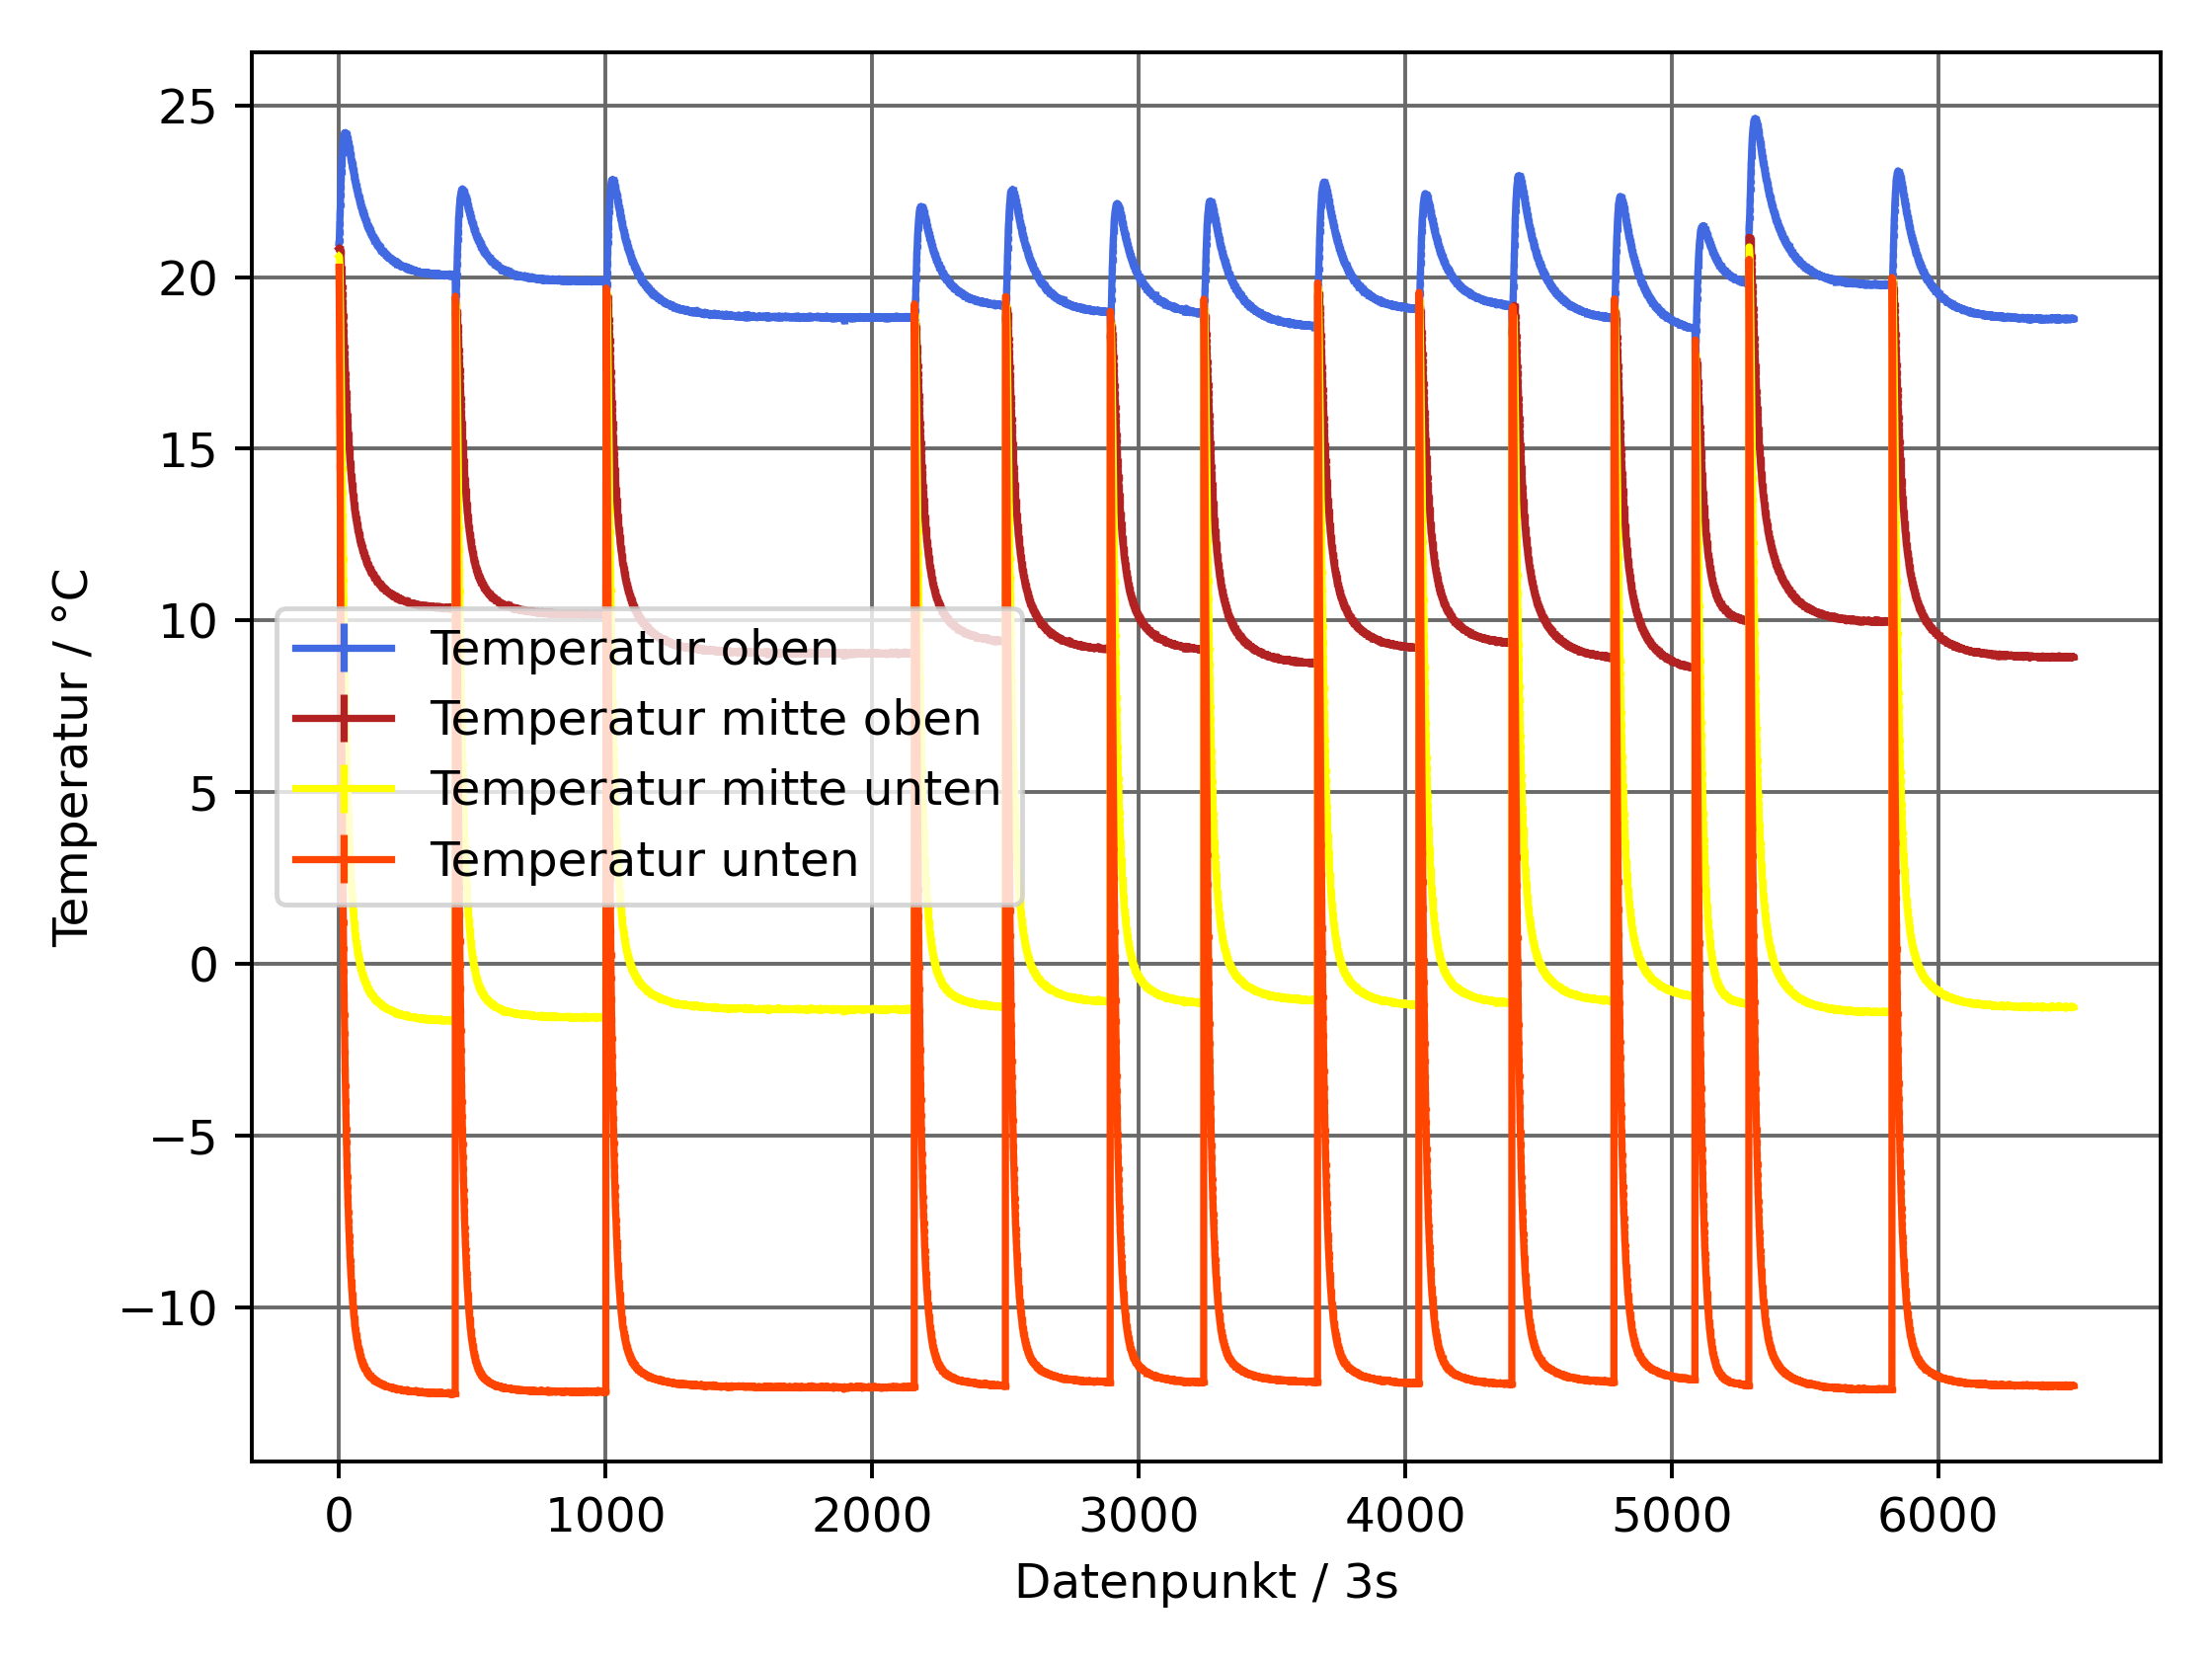 25
20
15
10
5
0
−5
−10
Temperatur / °C
Temperatur oben
Temperatur mitte oben
Temperatur mitte unten
Temperatur unten
0 1000 2000 3000 4000 5000 6000
Datenpunkt / 3s